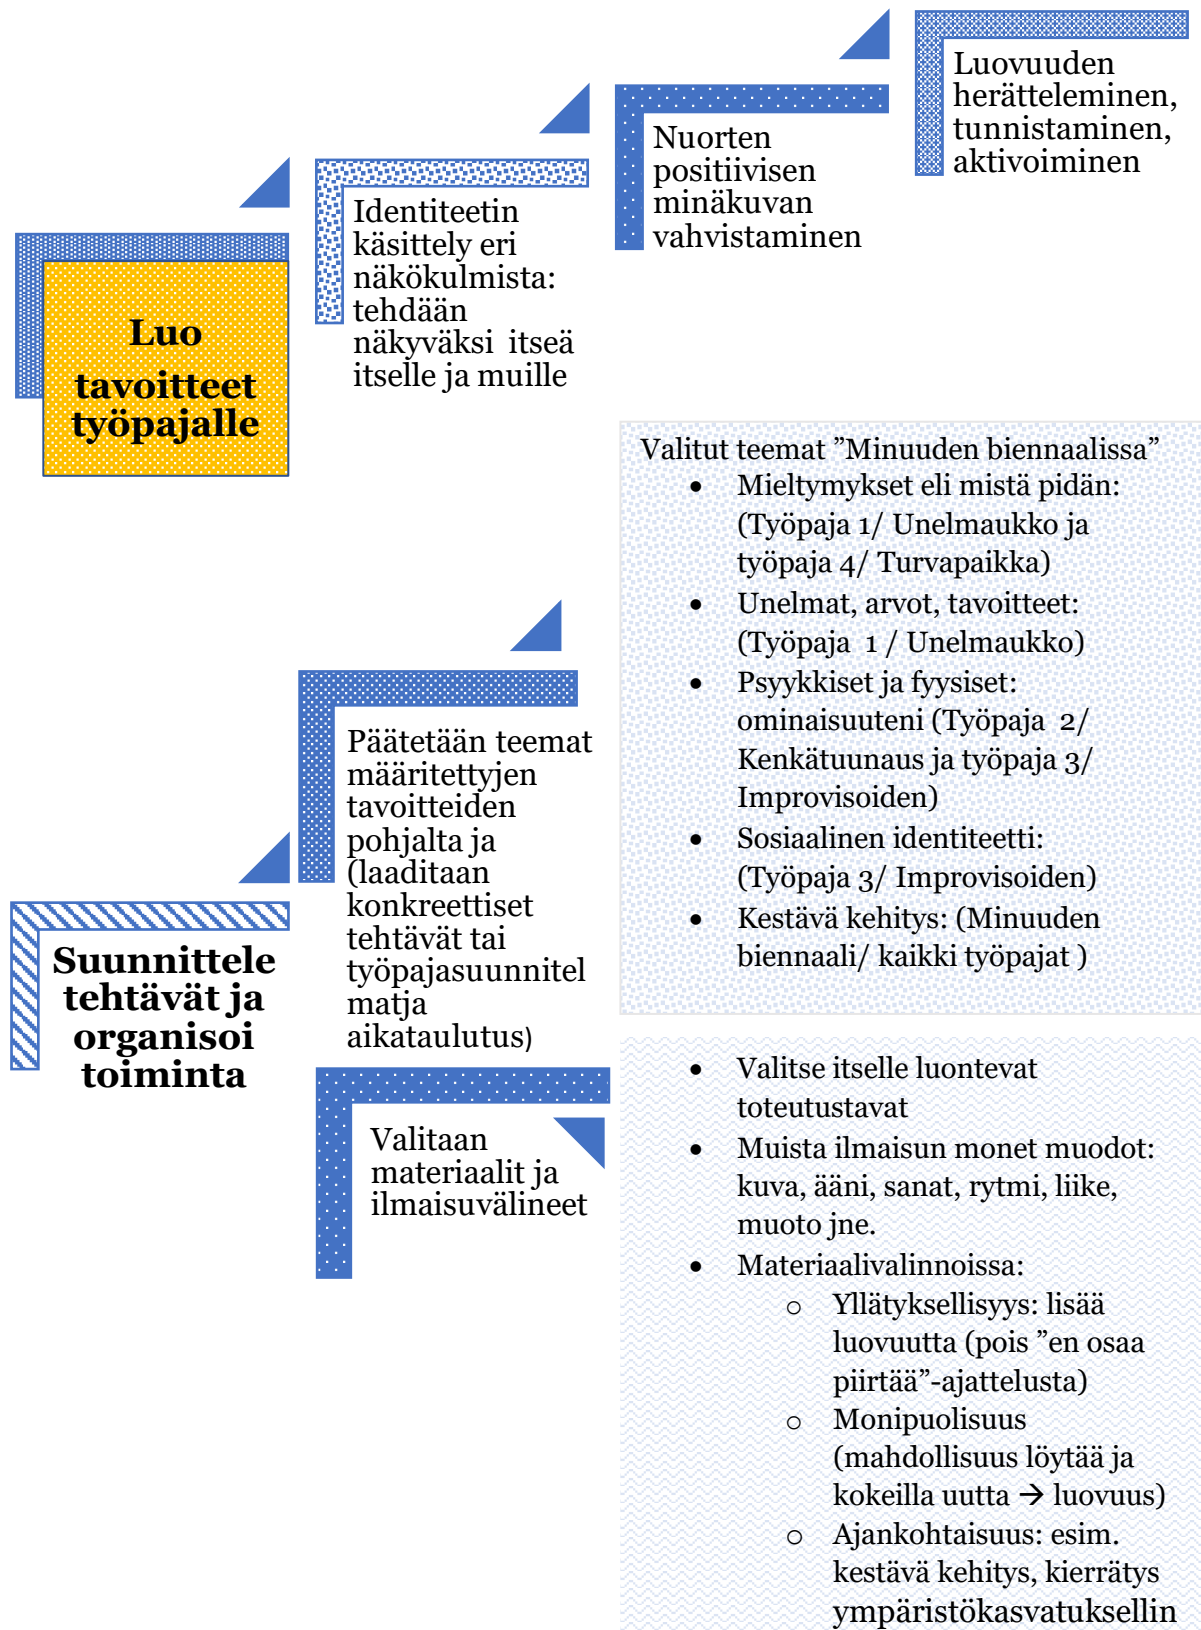 Luo
tavoitteet
työpajalle
Identiteetin
käsittely eri
näkökulmista:
tehdään
näkyväksi itseä
itselle ja muille
Nuorten
positiivisen
minäkuvan
vahvistaminen
Luovuuden
herätteleminen,
tunnistaminen,
aktivoiminen
Suunnittele
tehtävät ja
organisoi
toiminta
Päätetään teemat
määritettyjen
tavoitteiden
pohjalta ja
(laaditaan
konkreettiset
tehtävät tai
työpajasuunnitel
matja
aikataulutus)
Valitut teemat ”Minuuden biennaalissa”
• Mieltymykset eli mistä pidän:
(Työpaja 1/ Unelmaukko ja
työpaja 4/ Turvapaikka)
• Unelmat, arvot, tavoitteet:
(Työpaja 1 / Unelmaukko)
• Psyykkiset ja fyysiset:
ominaisuuteni (Työpaja 2/
Kenkätuunaus ja työpaja 3/
Improvisoiden)
• Sosiaalinen identiteetti:
(Työpaja 3/ Improvisoiden)
• Kestävä kehitys: (Minuuden
biennaali/ kaikki työpajat )
Valitaan
materiaalit ja
ilmaisuvälineet
• Valitse itselle luontevat
toteutustavat
• Muista ilmaisun monet muodot:
kuva, ääni, sanat, rytmi, liike,
muoto jne.
• Materiaalivalinnoissa:
o Yllätyksellisyys: lisää
luovuutta (pois ”en osaa
piirtää”-ajattelusta)
o Monipuolisuus
(mahdollisuus löytää ja
kokeilla uutta → luovuus)
o Ajankohtaisuus: esim.
kestävä kehitys, kierrätys
ympäristökasvatuksellin